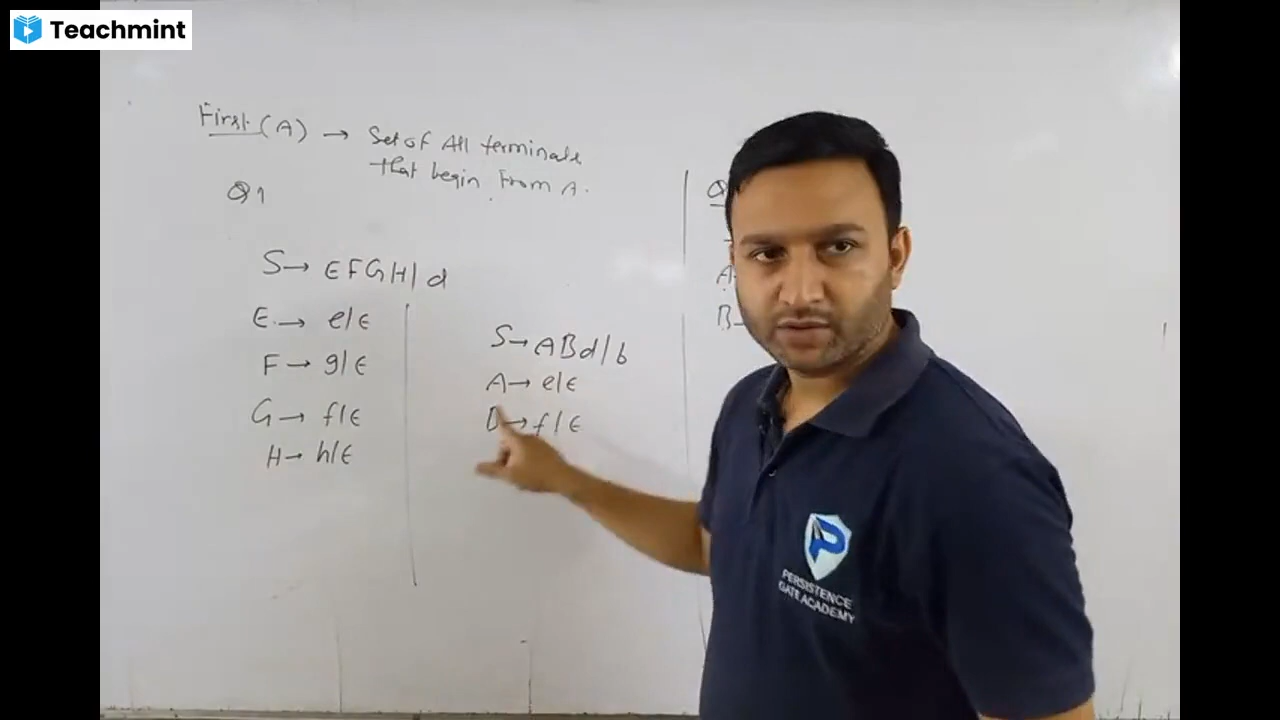 Teachmint
First (A) → Set of All terminals
that begin from A.
Q1
S → EFGH/d
E → e/ε
F → g/ε
G → f/ε
H → h/ε
S → ABd/b
A → e/ε
B → f/ε
Q
A
B →
PERSISTENCE
GATE ACADEMY